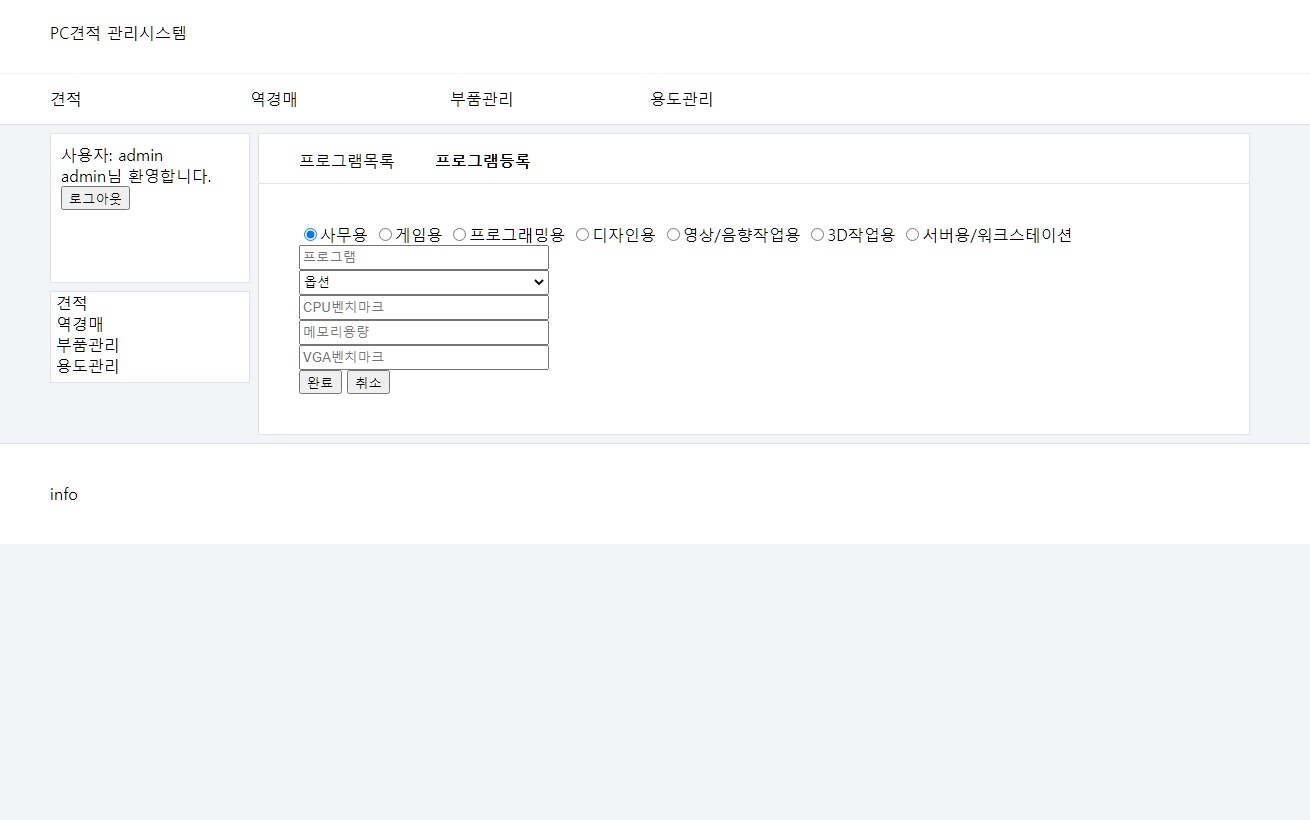 PC견적 관리시스템
견적 역경매 부품관리 용도관리
사용자: admin
admin님 환영합니다.
로그아웃
견적
역경매
부품관리
용도관리
프로그램목록 프로그램등록
사무용 게임용 프로그래밍용 디자인용 영상/음향작업용 3D작업용 서버용/워크스테이션
프로그램
옵션
CPU벤치마크
메모리용량
VGA벤치마크
완료 취소
info